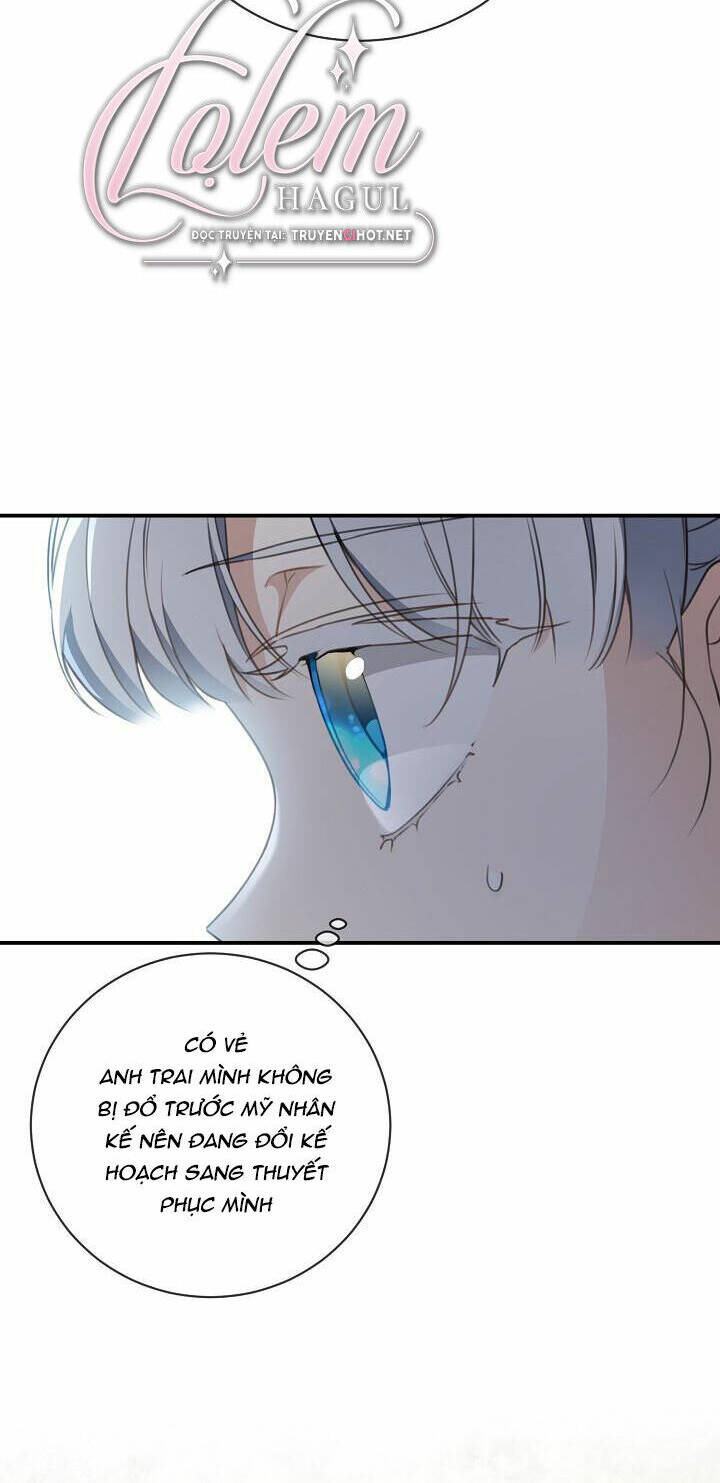 Lọlem
HAGUL
ĐỌC TRUYỆN TẠI: TRUYENGIHOT.NET
CÓ VẺ
ANH TRAI MÌNH KHÔNG
BỊ ĐỔ TRƯỚC MỸ NHÂN
KẾ NÊN ĐANG ĐỔI KẾ
HOẠCH SANG THUYẾT
PHỤC MÌNH